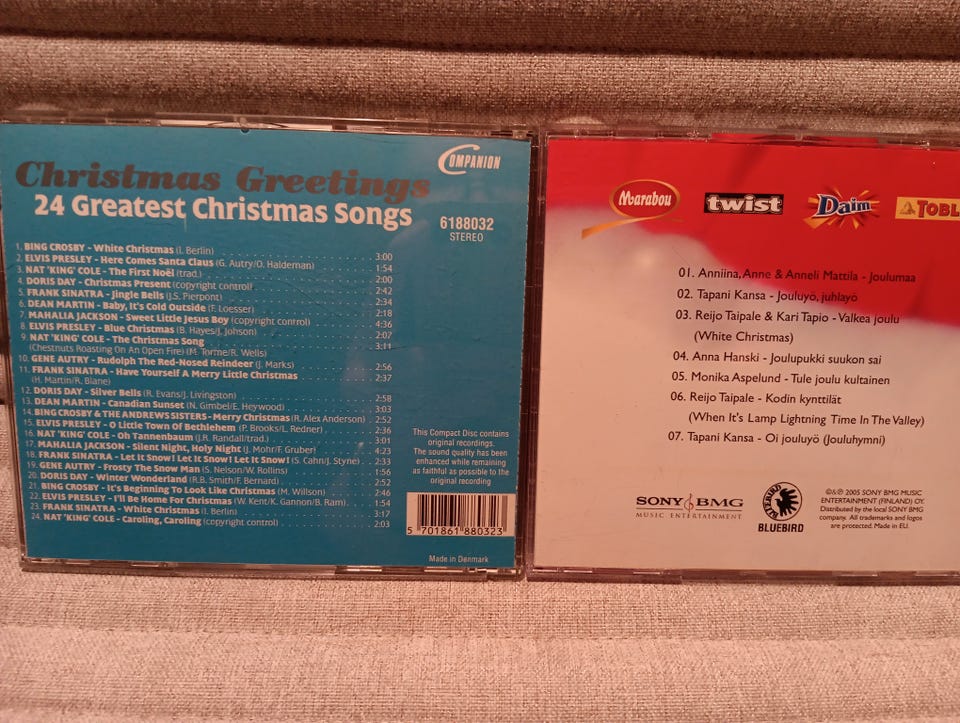 Christmas Greetings
24 Greatest Christmas Songs
COMPANION
6188032
STEREO
1. BING CROSBY - White Christmas (I. Berlin) 3:00
2. ELVIS PRESLEY - Here Comes Santa Claus (G. Autry/O. Haldeman) 1:54
3. NAT 'KING' COLE - The First Noël (trad.) 2:00
4. DORIS DAY - Christmas Present (copyright control) 2:42
5. FRANK SINATRA - Jingle Bells (J.S. Pierpont) 2:34
6. DEAN MARTIN - Baby, It's Cold Outside (F. Loesser) 2:18
7. MAHALIA JACKSON - Sweet Little Jesus Boy (copyright control) 4:36
8. ELVIS PRESLEY - Blue Christmas (B. Hayes/J. Johson) 2:07
9. NAT 'KING' COLE - The Christmas Song 3:11
(Chestnuts Roasting On An Open Fire) (M. Torme/R. Wells)
10. GENE AUTRY - Rudolph The Red-Nosed Reindeer (J. Marks) 2:56
11. FRANK SINATRA - Have Yourself A Merry Little Christmas 2:37
(H. Martin/R. Blane)
12. DORIS DAY - Silver Bells (R. Evans/J. Livingston) 2:58
13. DEAN MARTIN - Canadian Sunset (N. Gimbel/E. Heywood) 3:03
14. BING CROSBY & THE ANDREWS SISTERS - Merry Christmas (R. Alex Anderson) 2:52
15. ELVIS PRESLEY - O Little Town Of Bethlehem (P. Brooks/L. Redner) 2:36
16. NAT 'KING' COLE - Oh Tannenbaum (J.R. Randall/trad.) 3:01
17. MAHALIA JACKSON - Silent Night, Holy Night (J. Mohr/F. Gruber) 4:23
18. FRANK SINATRA - Let It Snow! Let It Snow! Let It Snow! (S. Cahn/J. Styne) 2:33
19. GENE AUTRY - Frosty The Snow Man (S. Nelson/W. Rollins) 1:56
20. DORIS DAY - Winter Wonderland (R.B. Smith/F. Bernard) 2:52
21. BING CROSBY - It's Beginning To Look Like Christmas (M. Willson) 2:46
22. ELVIS PRESLEY - I'll Be Home For Christmas (W. Kent/K. Gannon/B. Ram) 1:54
23. FRANK SINATRA - White Christmas (I. Berlin) 3:17
24. NAT 'KING' COLE - Caroling, Caroling (copyright control) 2:03
This Compact Disc contains
original recordings.
The sound quality has been
enhanced while remaining
as faithful as possible to the
original recording
5 701861 880323
Made in Denmark
Marabou
twist
Daim
TOBL
01. Anniina, Anne & Anneli Mattila - Joulumaa
02. Tapani Kansa - Jouluyö, juhlayö
03. Reijo Taipale & Kari Tapio - Valkea joulu
(White Christmas)
04. Anna Hanski - Joulupukki suukon sai
05. Monika Aspelund - Tule joulu kultainen
06. Reijo Taipale - Kodin kynttilät
(When It's Lamp Lightning Time In The Valley)
07. Tapani Kansa - Oi jouluyö (Jouluhymni)
SONY BMG
MUSIC ENTERTAINMENT
BLUEBIRD
BLUEBIRD
©&℗ 2005 SONY BMG MUSIC
ENTERTAINMENT (FINLAND) OY.
Distributed by the local SONY BMG
company. All trademarks and logos
are protected. Made in EU.